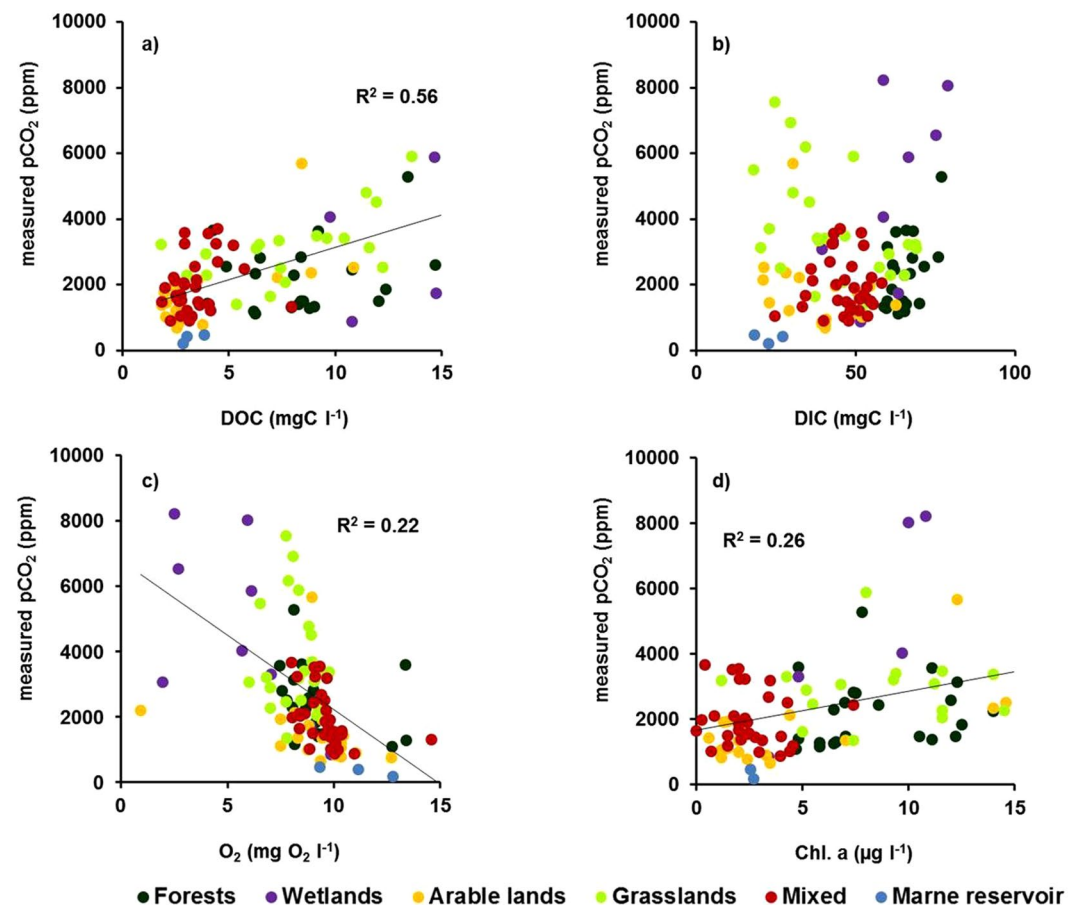 a)
R² = 0.56
measured pCO₂ (ppm)
10000
8000
6000
4000
2000
0
0 5 10 15
DOC (mgC l⁻¹)
b)
measured pCO₂ (ppm)
10000
8000
6000
4000
2000
0
0 50 100
DIC (mgC l⁻¹)
c)
R² = 0.22
measured pCO₂ (ppm)
10000
8000
6000
4000
2000
0
0 5 10 15
O₂ (mg O₂ l⁻¹)
d)
R² = 0.26
measured pCO₂ (ppm)
10000
8000
6000
4000
2000
0
0 5 10 15
Chl. a (µg l⁻¹)
Forests Wetlands Arable lands Grasslands Mixed Marne reservoir